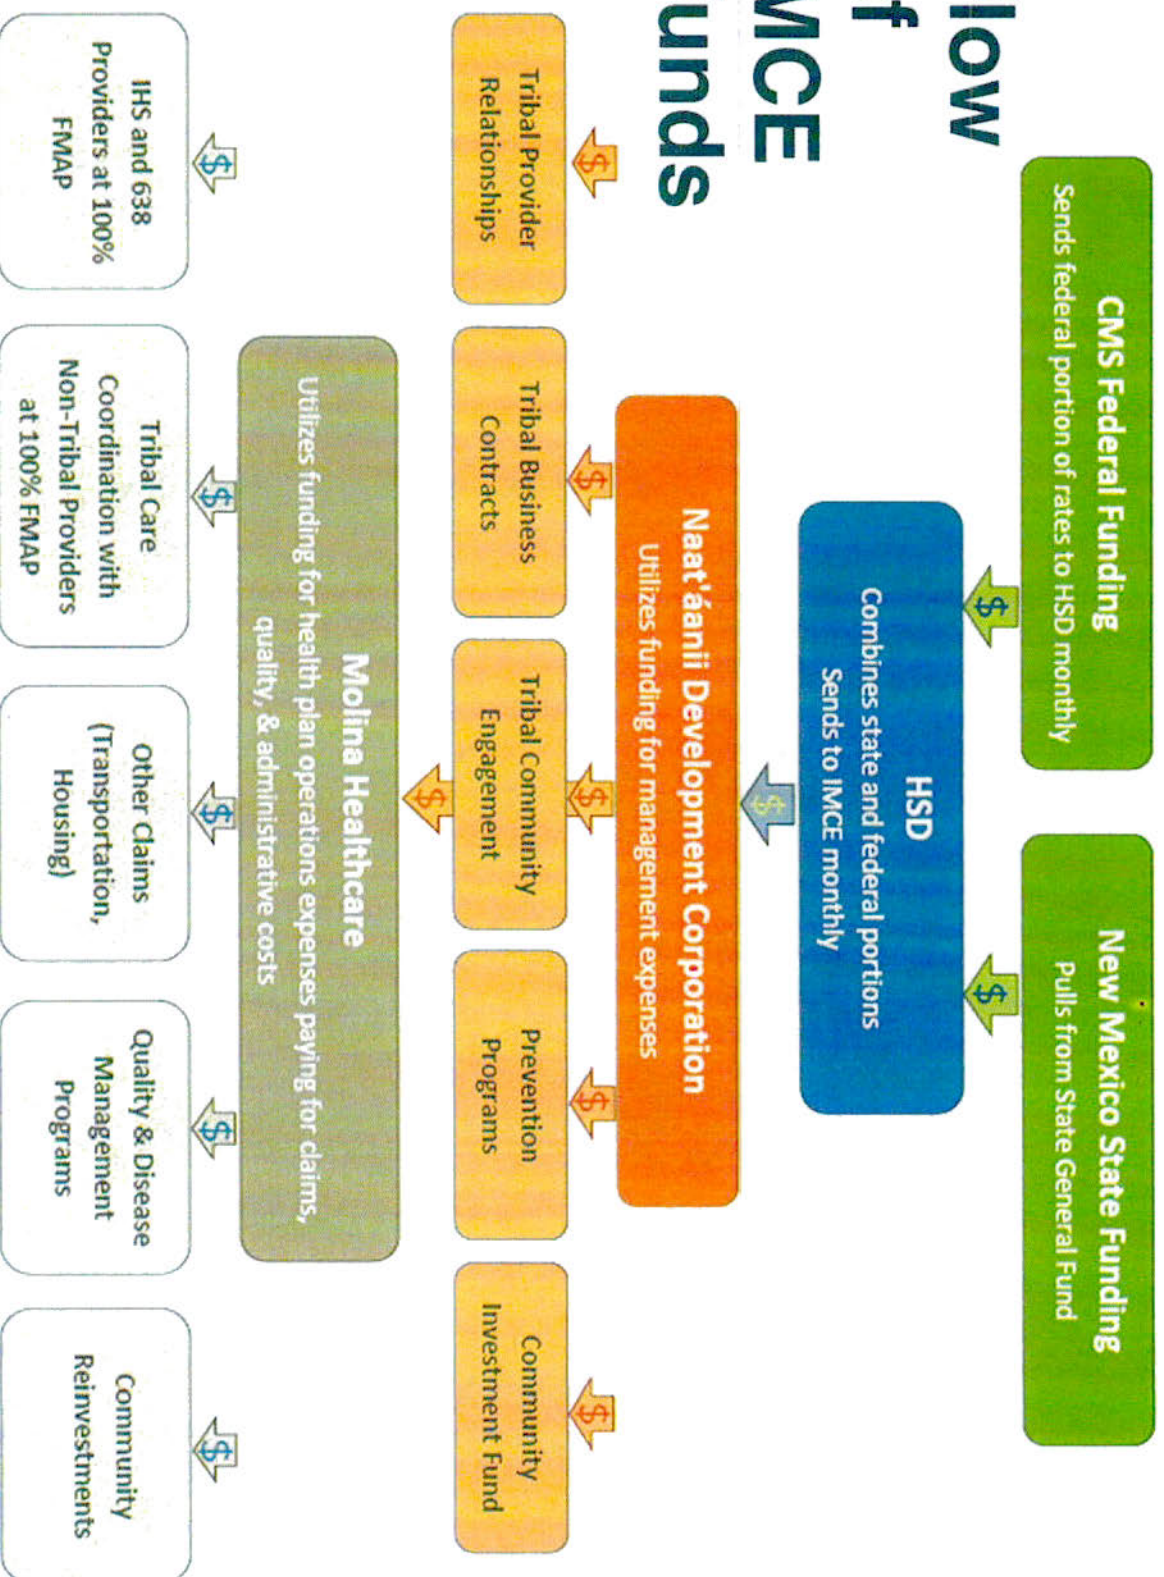 low
f
MCE
unds
CMS Federal Funding
Sends federal portion of rates to HSD monthly
New Mexico State Funding
Pulls from State General Fund
$
$
HSD
Combines state and federal portions
Sends to IMCE monthly
$
Naat'áanii Development Corporation
Utilizes funding for management expenses
$
$
$
$
$
Tribal Provider
Relationships
Tribal Business
Contracts
Tribal Community
Engagement
Prevention
Programs
Community
Investment Fund
$
Molina Healthcare
Utilizes funding for health plan operations expenses paying for claims,
quality, & administrative costs
$
$
$
$
$
IHS and 638
Providers at 100%
FMAP
Tribal Care
Coordination with
Non-Tribal Providers
at 100% FMAP
Other Claims
(Transportation,
Housing)
Quality & Disease
Management
Programs
Community
Reinvestments